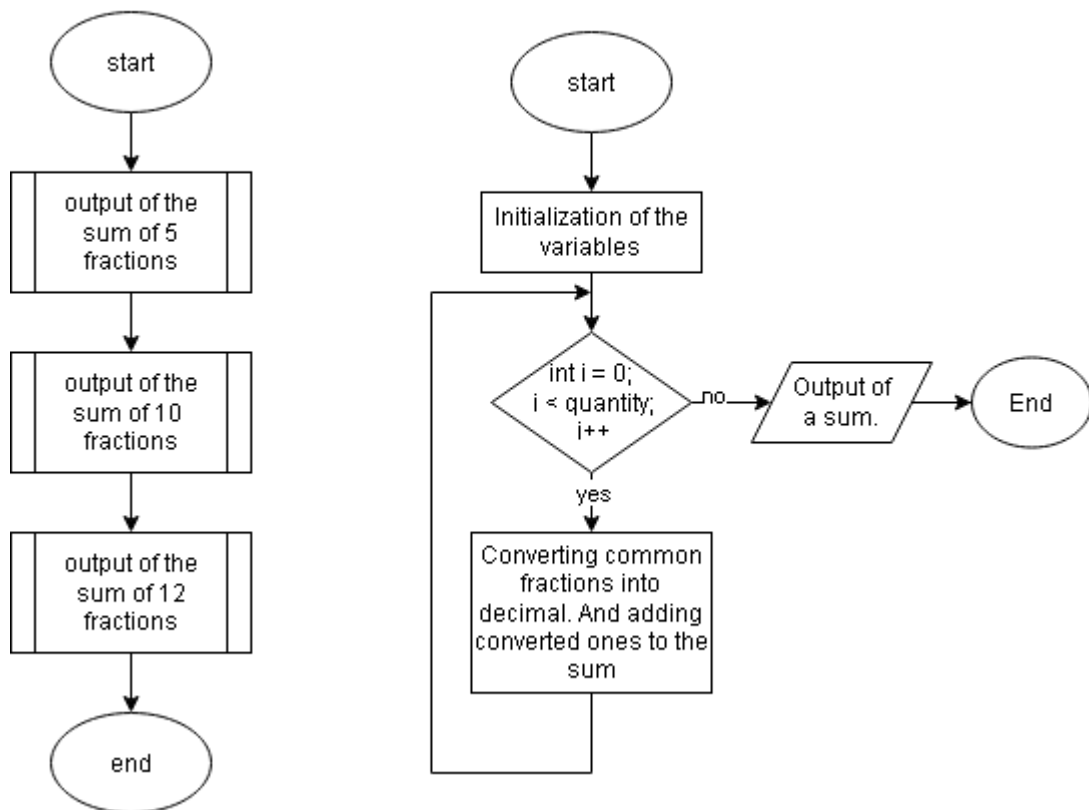 start
output of the
sum of 5
fractions
output of the
sum of 10
fractions
output of the
sum of 12
fractions
end
start
Initialization of the
variables
int i = 0;
i < quantity;
i++
no
Output of
a sum.
End
yes
Converting common
fractions into
decimal. And adding
converted ones to the
sum